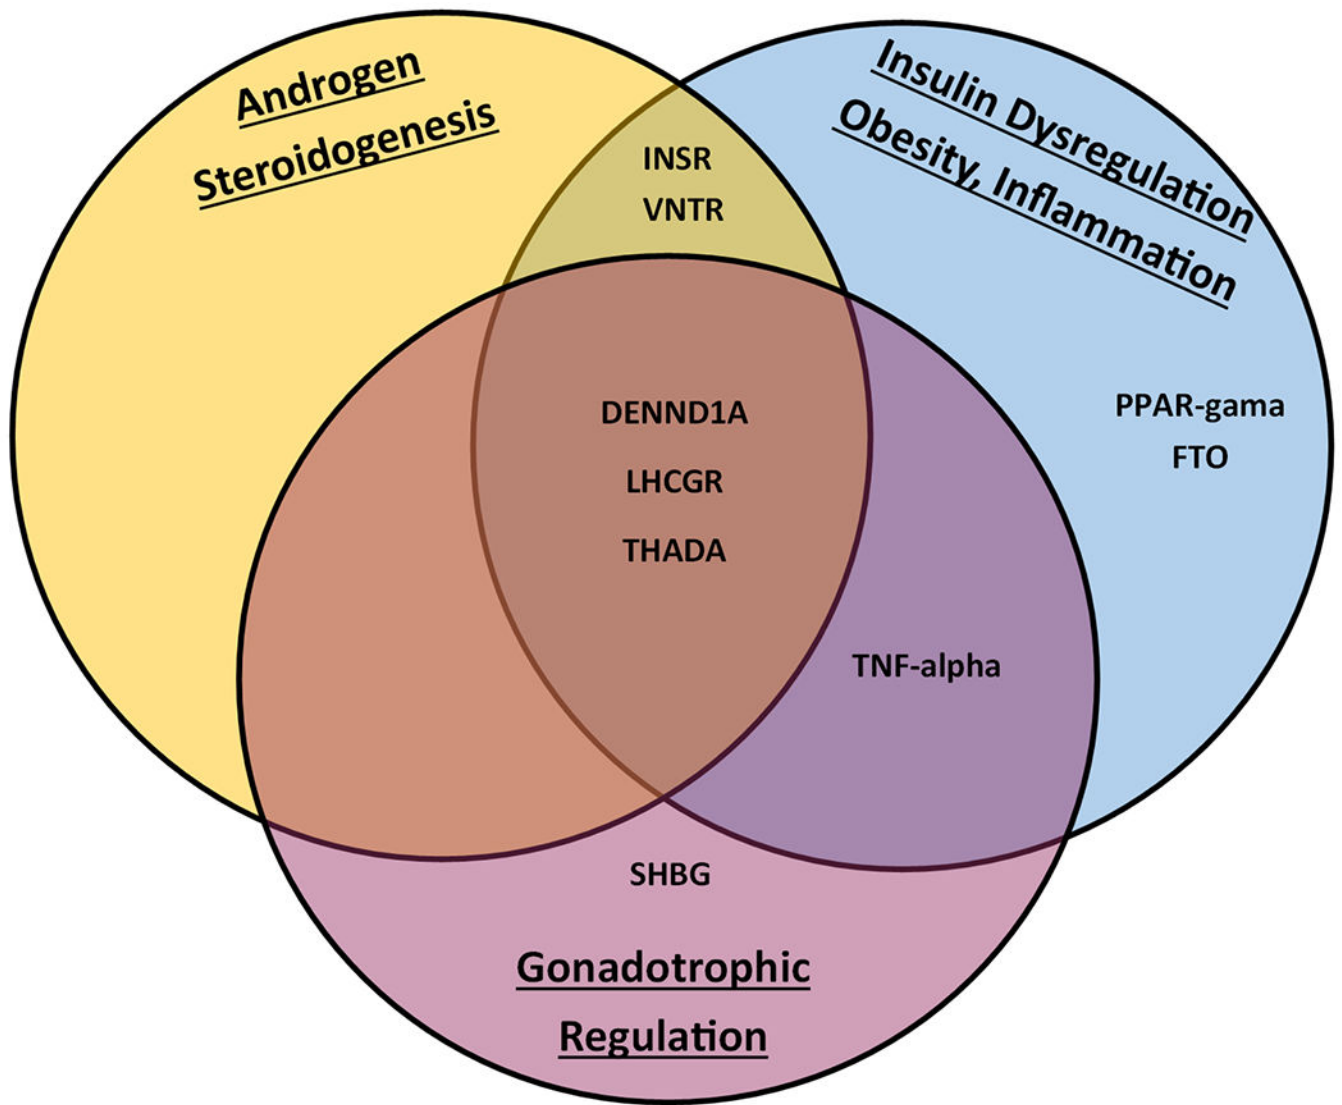 Androgen
Steroidogenesis
Insulin Dysregulation
Obesity, Inflammation
INSR
VNTR
PPAR-gama
FTO
DENND1A
LHCGR
THADA
TNF-alpha
SHBG
Gonadotrophic
Regulation